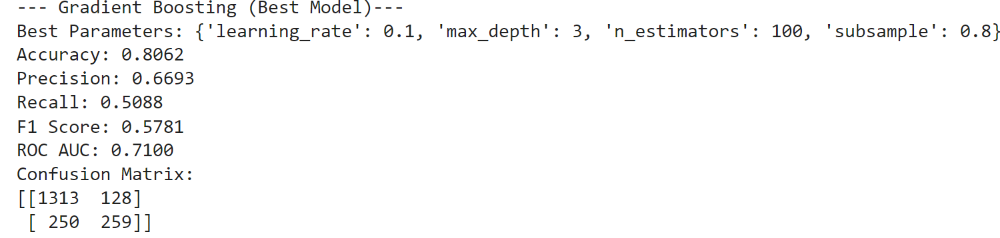 --- Gradient Boosting (Best Model)---
Best Parameters: {'learning_rate': 0.1, 'max_depth': 3, 'n_estimators': 100, 'subsample': 0.8}
Accuracy: 0.8062
Precision: 0.6693
Recall: 0.5088
F1 Score: 0.5781
ROC AUC: 0.7100
Confusion Matrix:
[[1313  128]
 [ 250  259]]